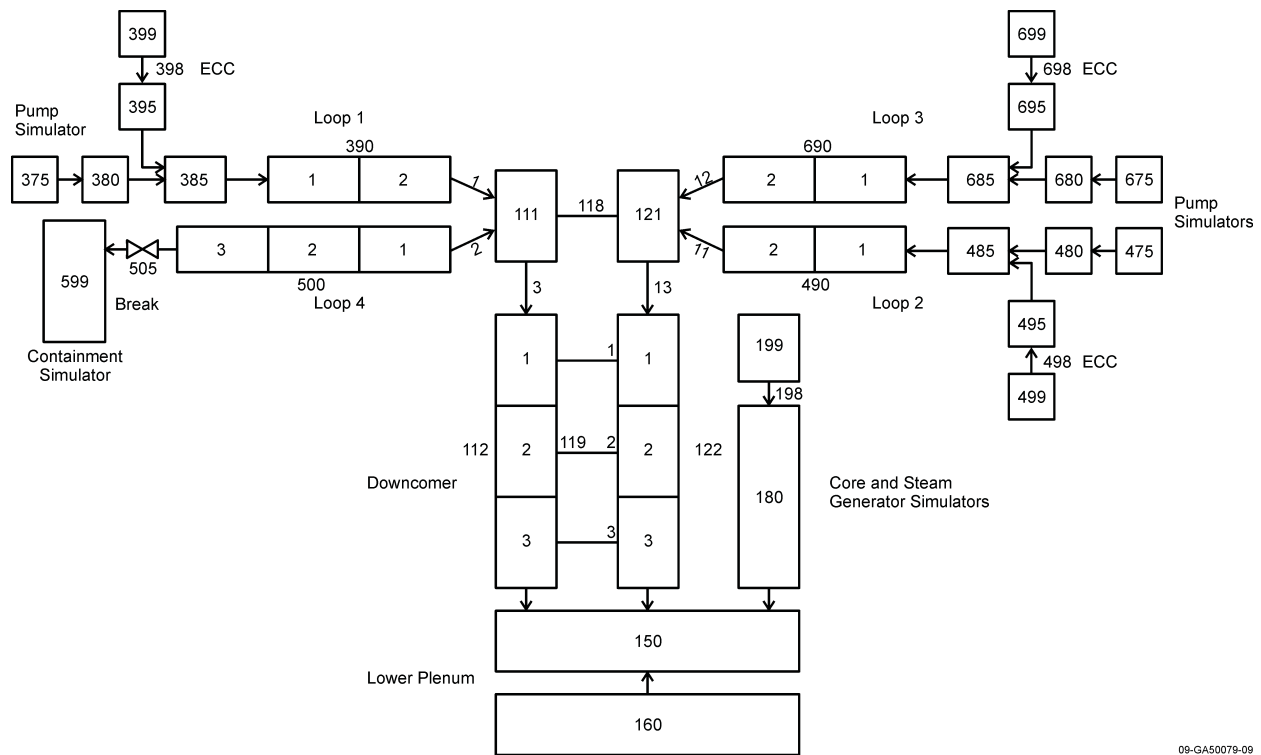 399
398 ECC
395
Pump
Simulator
Loop 1
390
375
380
385
1
2
1
599
505
3
2
1
2
500
Loop 4
Break
Containment
Simulator
111
118
121
3
13
699
698 ECC
695
Loop 3
690
12
2
1
685
680
675
Pump
Simulators
11
2
1
485
480
475
490
Loop 2
495
498 ECC
499
1
1
1
112
2
119
2
2
122
3
3
3
Downcomer
199
198
180
Core and Steam
Generator Simulators
150
Lower Plenum
160
09-GA50079-09